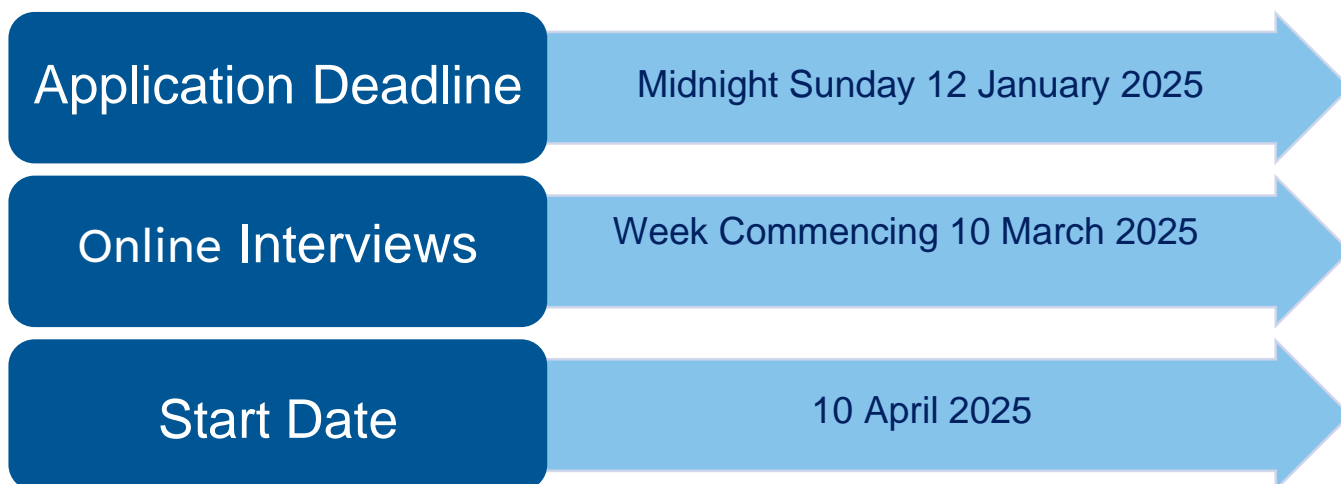 Application Deadline
Midnight Sunday 12 January 2025
Online Interviews
Week Commencing 10 March 2025
Start Date
10 April 2025